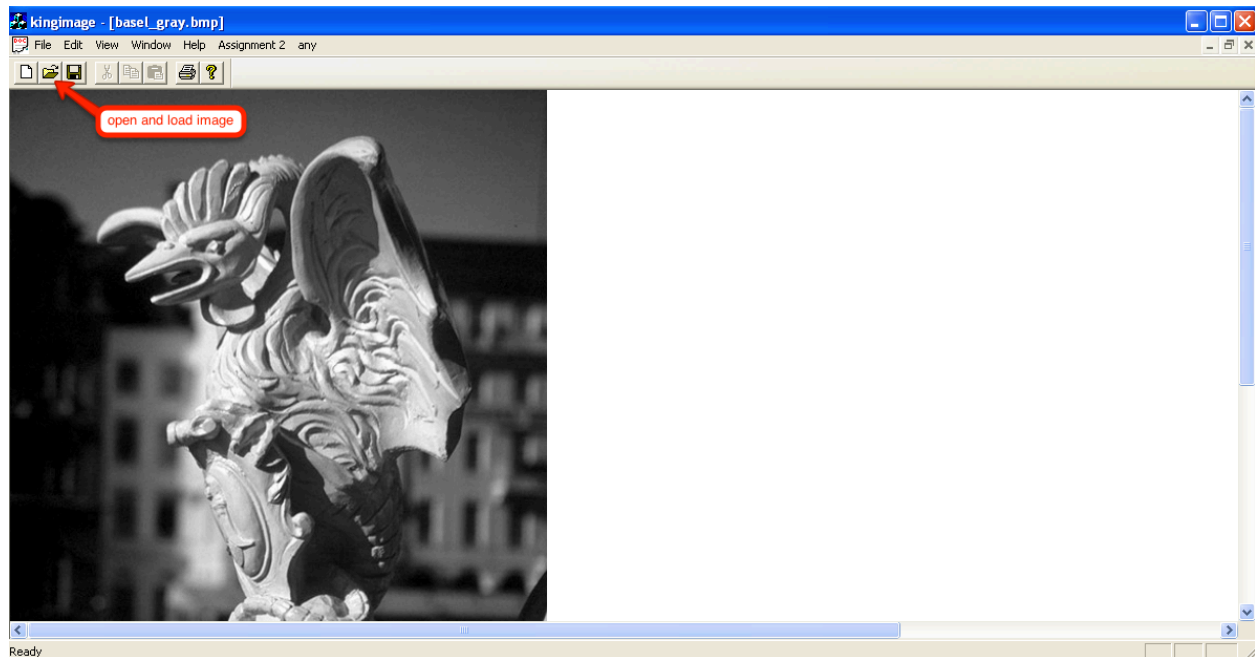 kingimage - [basel_gray.bmp]
File Edit View Window Help Assignment 2 any
open and load image
Ready